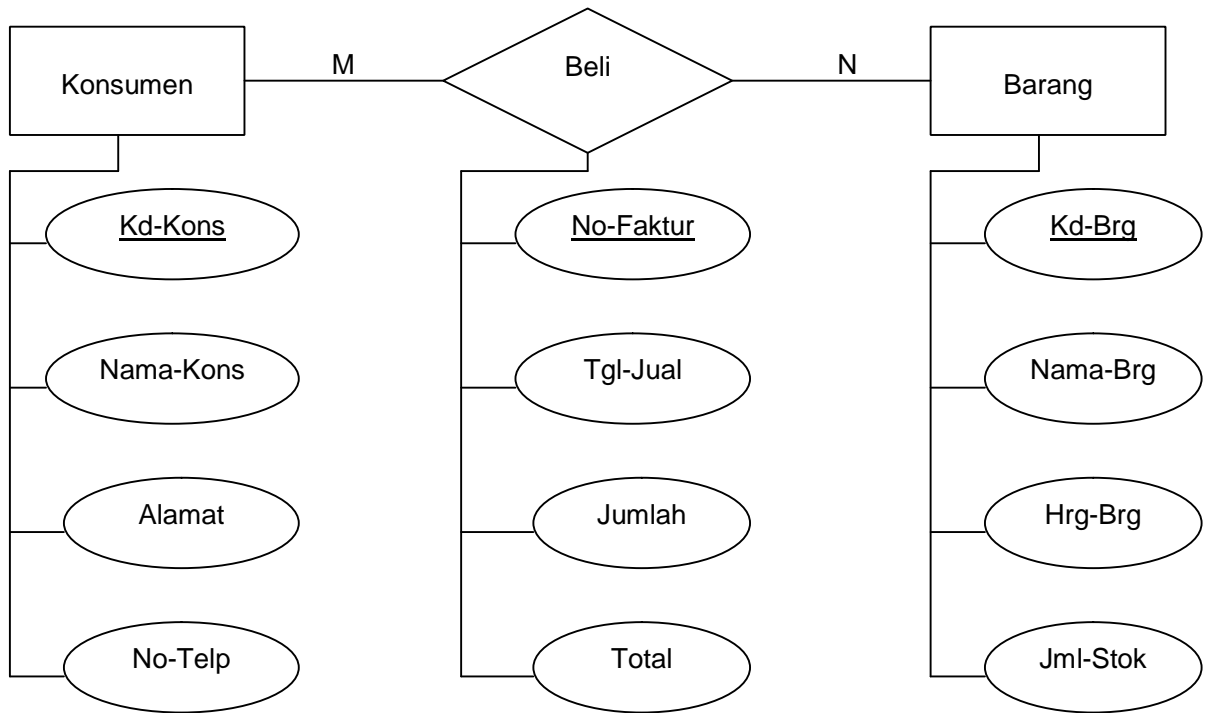 Konsumen
M
Beli
N
Barang
Kd-Kons
No-Faktur
Kd-Brg
Nama-Kons
Tgl-Jual
Nama-Brg
Alamat
Jumlah
Hrg-Brg
No-Telp
Total
Jml-Stok